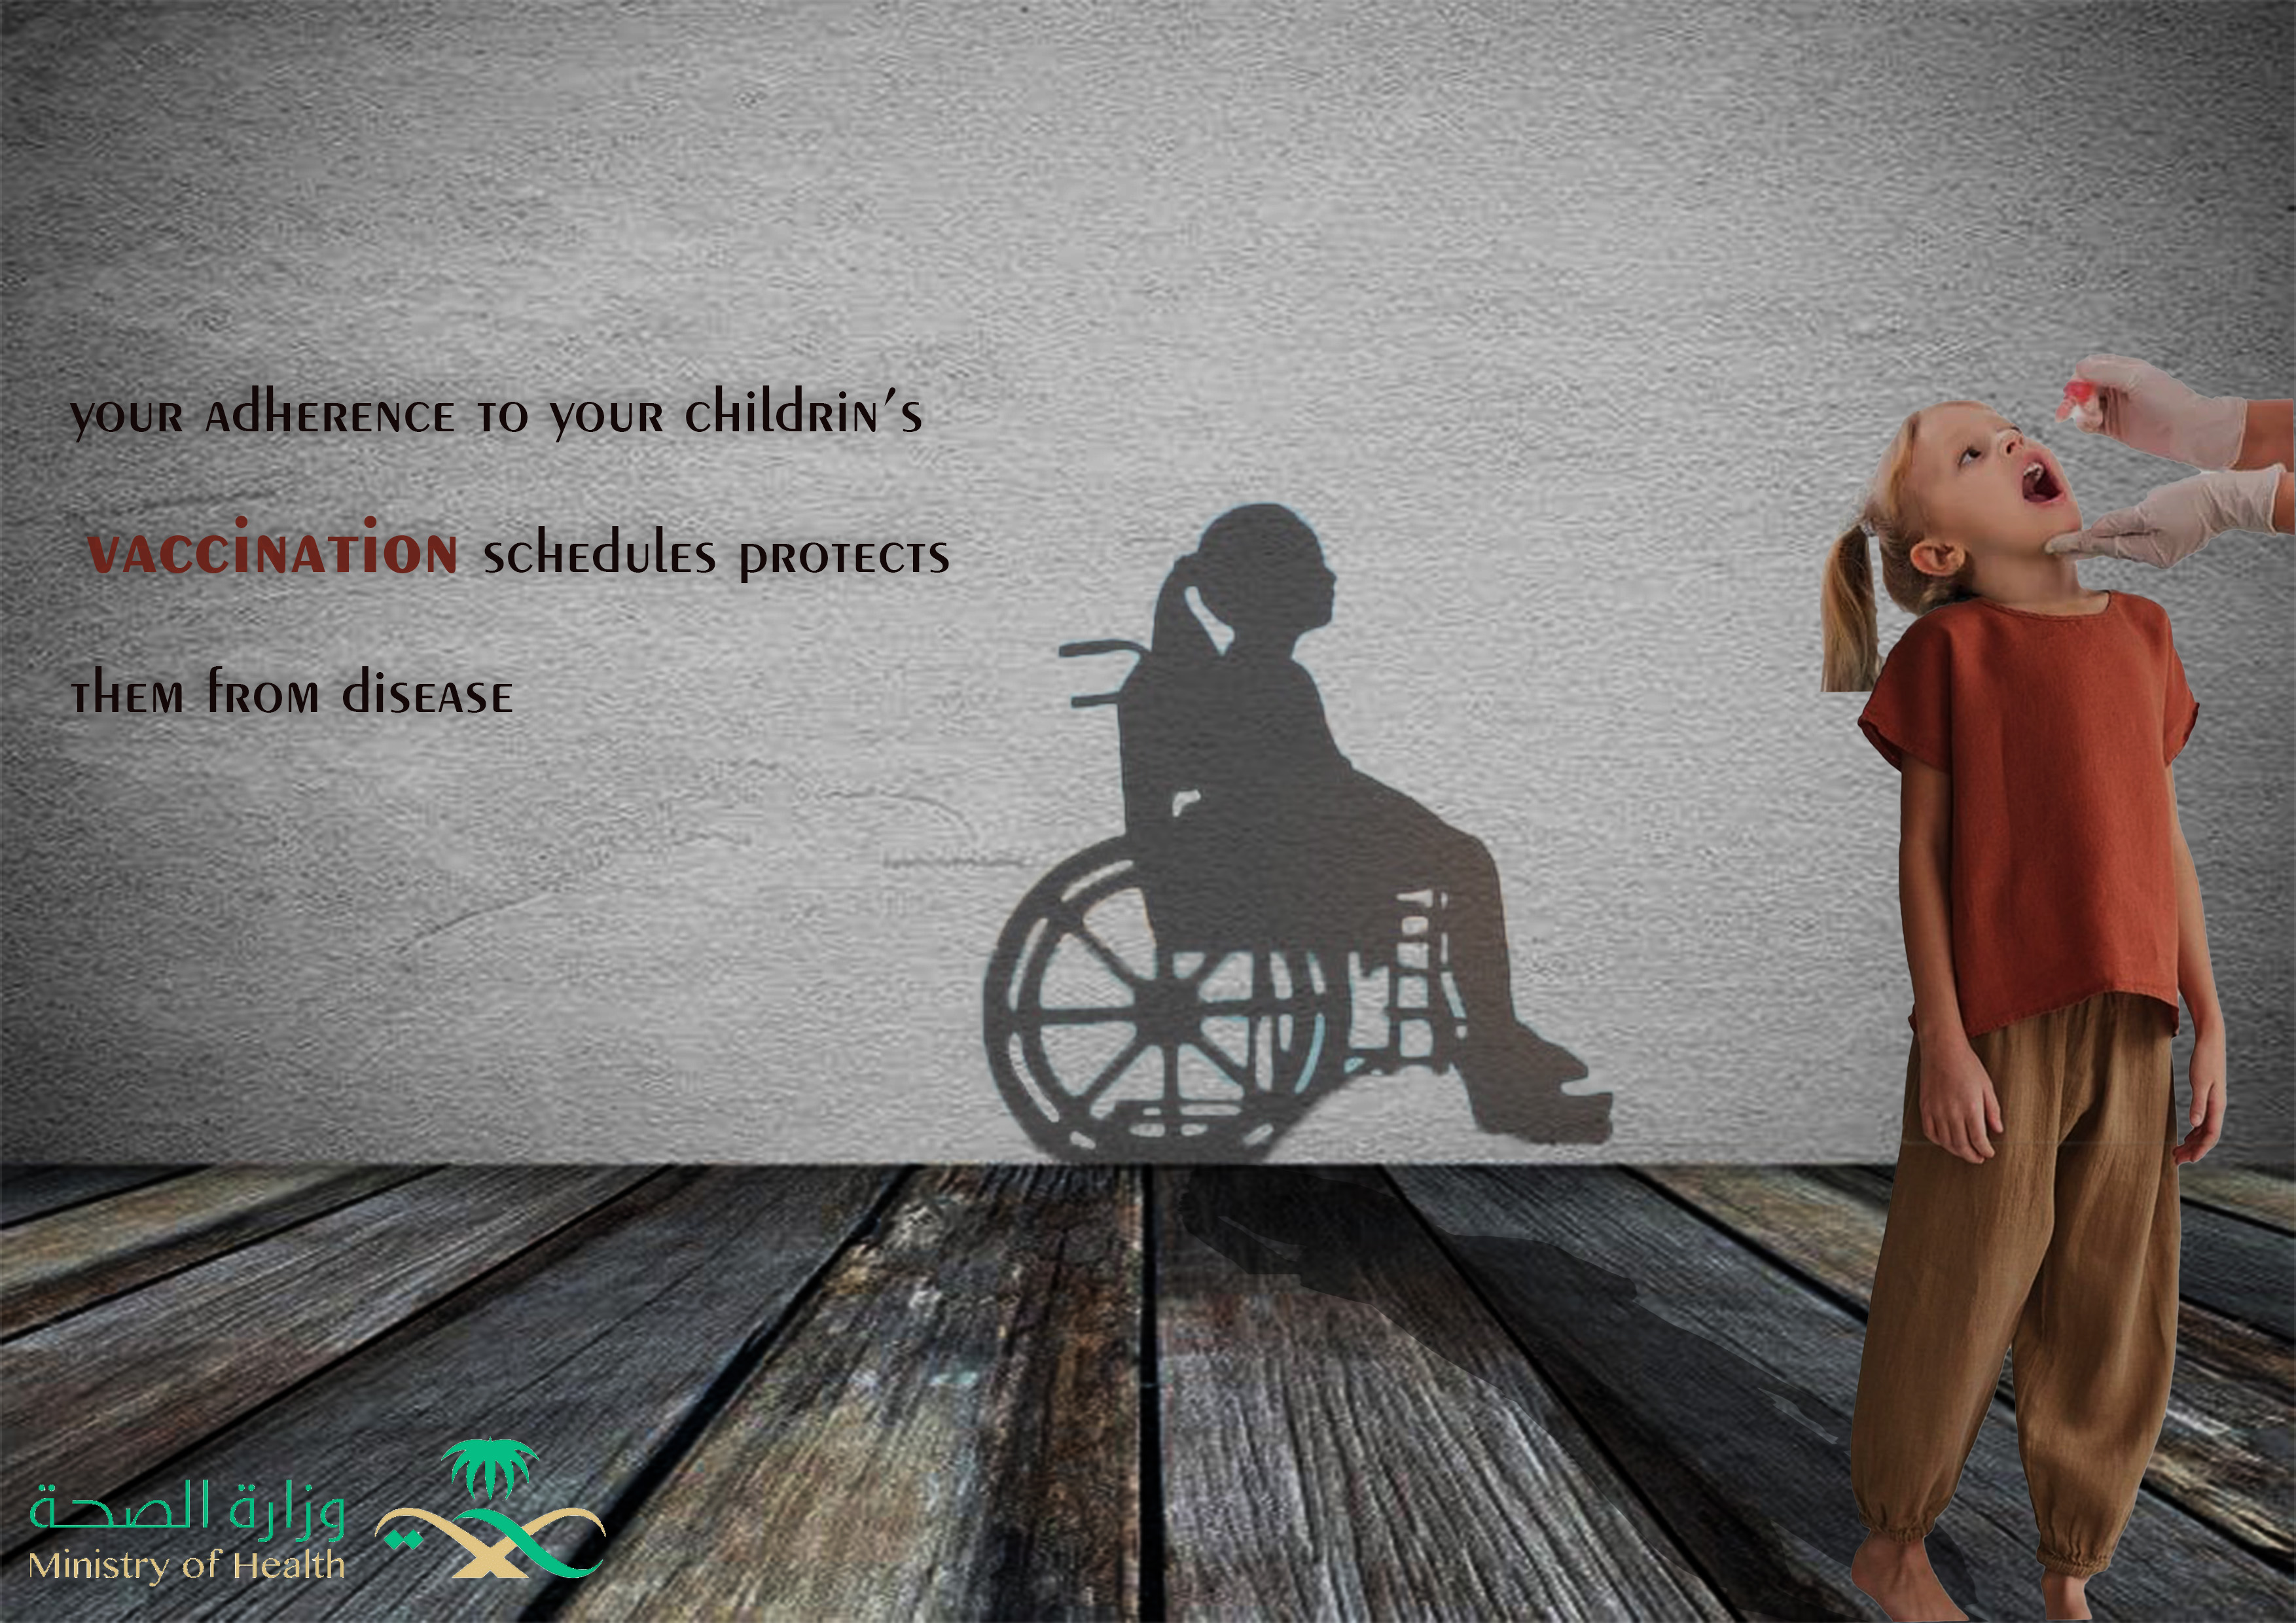 your adherence to your childrin's
vaccination schedules protects
them from disease
وزارة الصحة
Ministry of Health